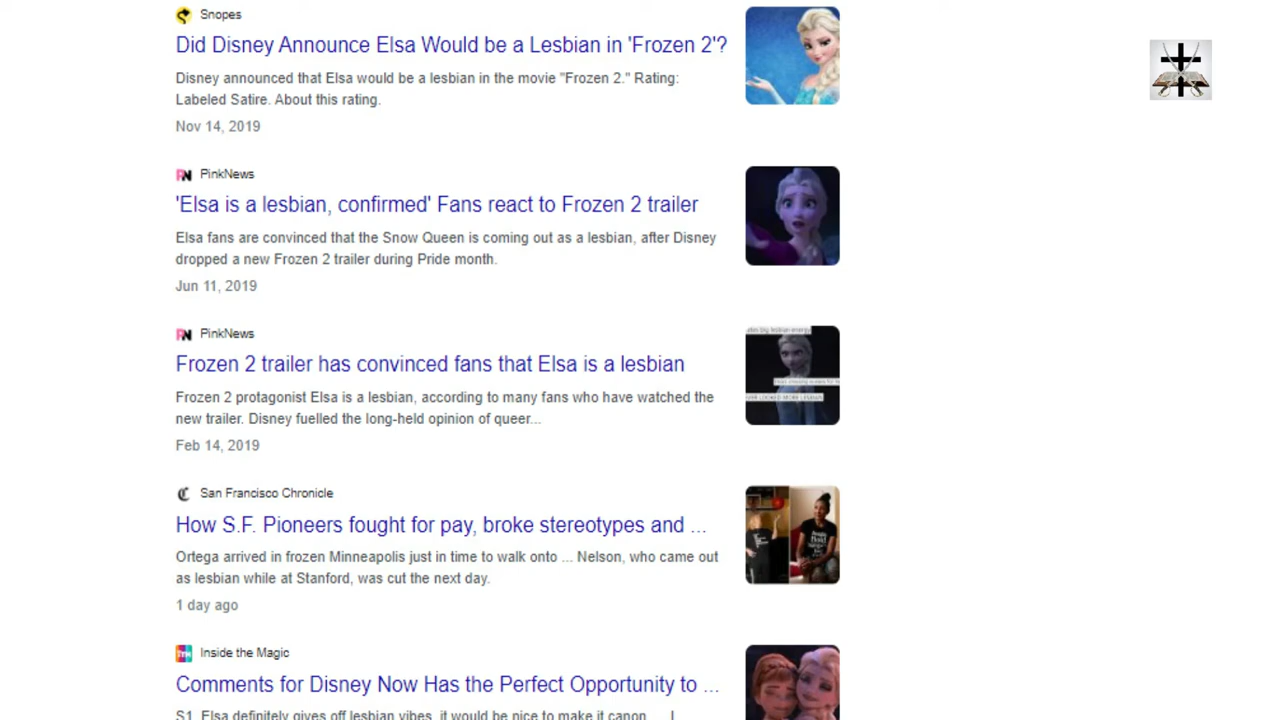 Snopes
Did Disney Announce Elsa Would be a Lesbian in 'Frozen 2'?
Disney announced that Elsa would be a lesbian in the movie "Frozen 2." Rating:
Labeled Satire. About this rating.
Nov 14, 2019
PN PinkNews
'Elsa is a lesbian, confirmed' Fans react to Frozen 2 trailer
Elsa fans are convinced that the Snow Queen is coming out as a lesbian, after Disney
dropped a new Frozen 2 trailer during Pride month.
Jun 11, 2019
PN PinkNews
Frozen 2 trailer has convinced fans that Elsa is a lesbian
Frozen 2 protagonist Elsa is a lesbian, according to many fans who have watched the
new trailer. Disney fuelled the long-held opinion of queer...
Feb 14, 2019
San Francisco Chronicle
How S.F. Pioneers fought for pay, broke stereotypes and ...
Ortega arrived in frozen Minneapolis just in time to walk onto ... Nelson, who came out
as lesbian while at Stanford, was cut the next day.
1 day ago
Inside the Magic
Comments for Disney Now Has the Perfect Opportunity to ...
S1. Elsa definitely gives off lesbian vibes, it would be nice to make it canon. ... I